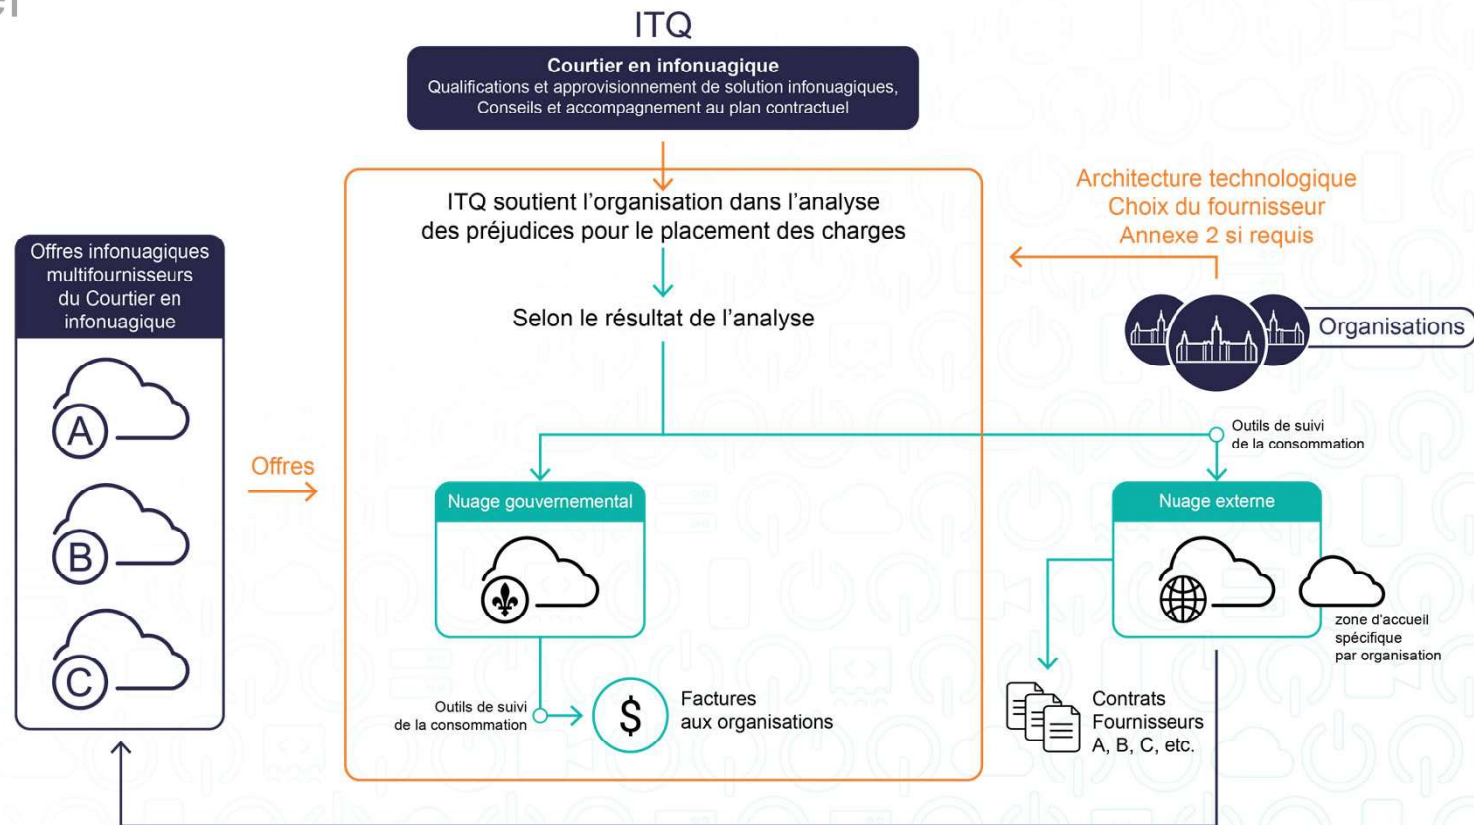 ITQ
Courtier en infonuagique
Qualifications et approvisionnement de solution infonuagiques,
Conseils et accompagnement au plan contractuel
ITQ soutient l'organisation dans l'analyse
des préjudices pour le placement des charges
Selon le résultat de l'analyse
Architecture technologique
Choix du fournisseur
Annexe 2 si requis
Organisations
Offres infonuagiques
multifournisseurs
du Courtier en
infonuagique
A
B
C
Offres
Outils de suivi
de la consommation
Nuage gouvernemental
Nuage externe
zone d'accueil
spécifique
par organisation
Outils de suivi
de la consommation
$
Factures
aux organisations
Contrats
Fournisseurs
A, B, C, etc.